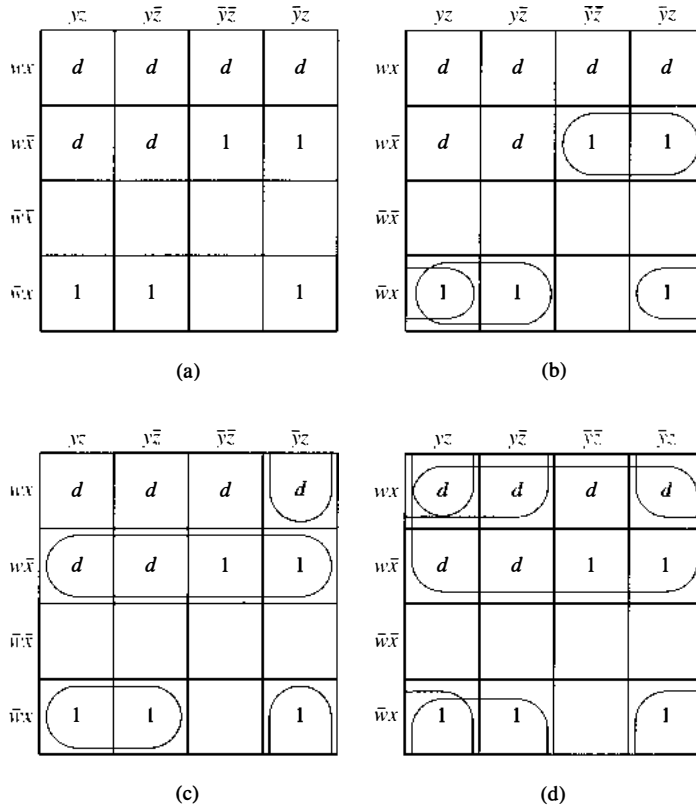 yz yz̄ ȳz̄ ȳz
wx d d d d
wx̄ d d 1 1
w̄x̄
w̄x 1 1 1
(a)
yz yz̄ ȳz̄ ȳz
wx d d d d
wx̄ d d 1 1
w̄x̄
w̄x 1 1 1
(b)
yz yz̄ ȳz̄ ȳz
wx d d d d
wx̄ d d 1 1
w̄x̄
w̄x 1 1 1
(c)
yz yz̄ ȳz̄ ȳz
wx d d d d
wx̄ d d 1 1
w̄x̄
w̄x 1 1 1
(d)